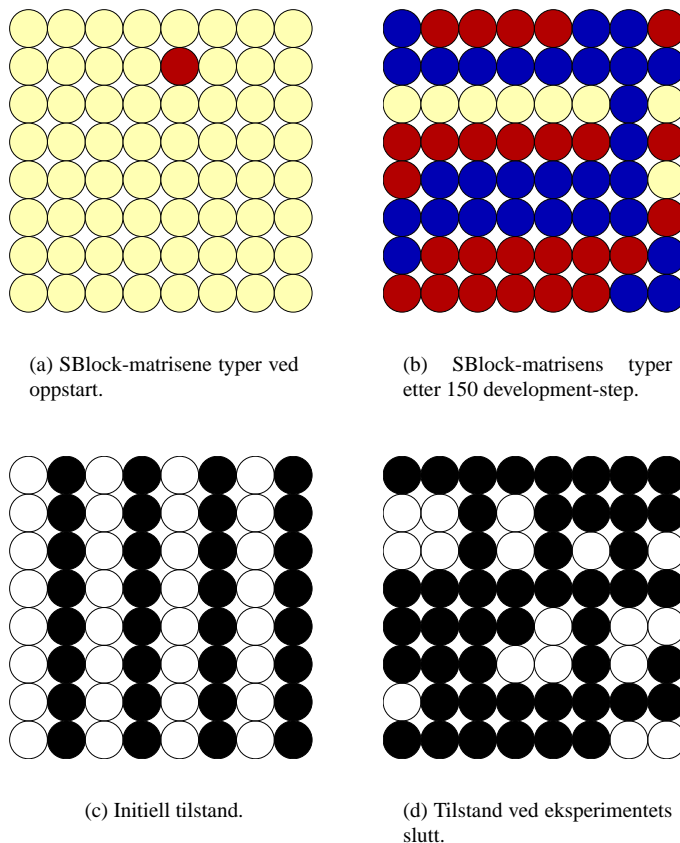 (a) SBlock-matrisene typer ved
oppstart.
(b) SBlock-matrisens typer
etter 150 development-step.
(c) Initiell tilstand.
(d) Tilstand ved eksperimentets
slutt.